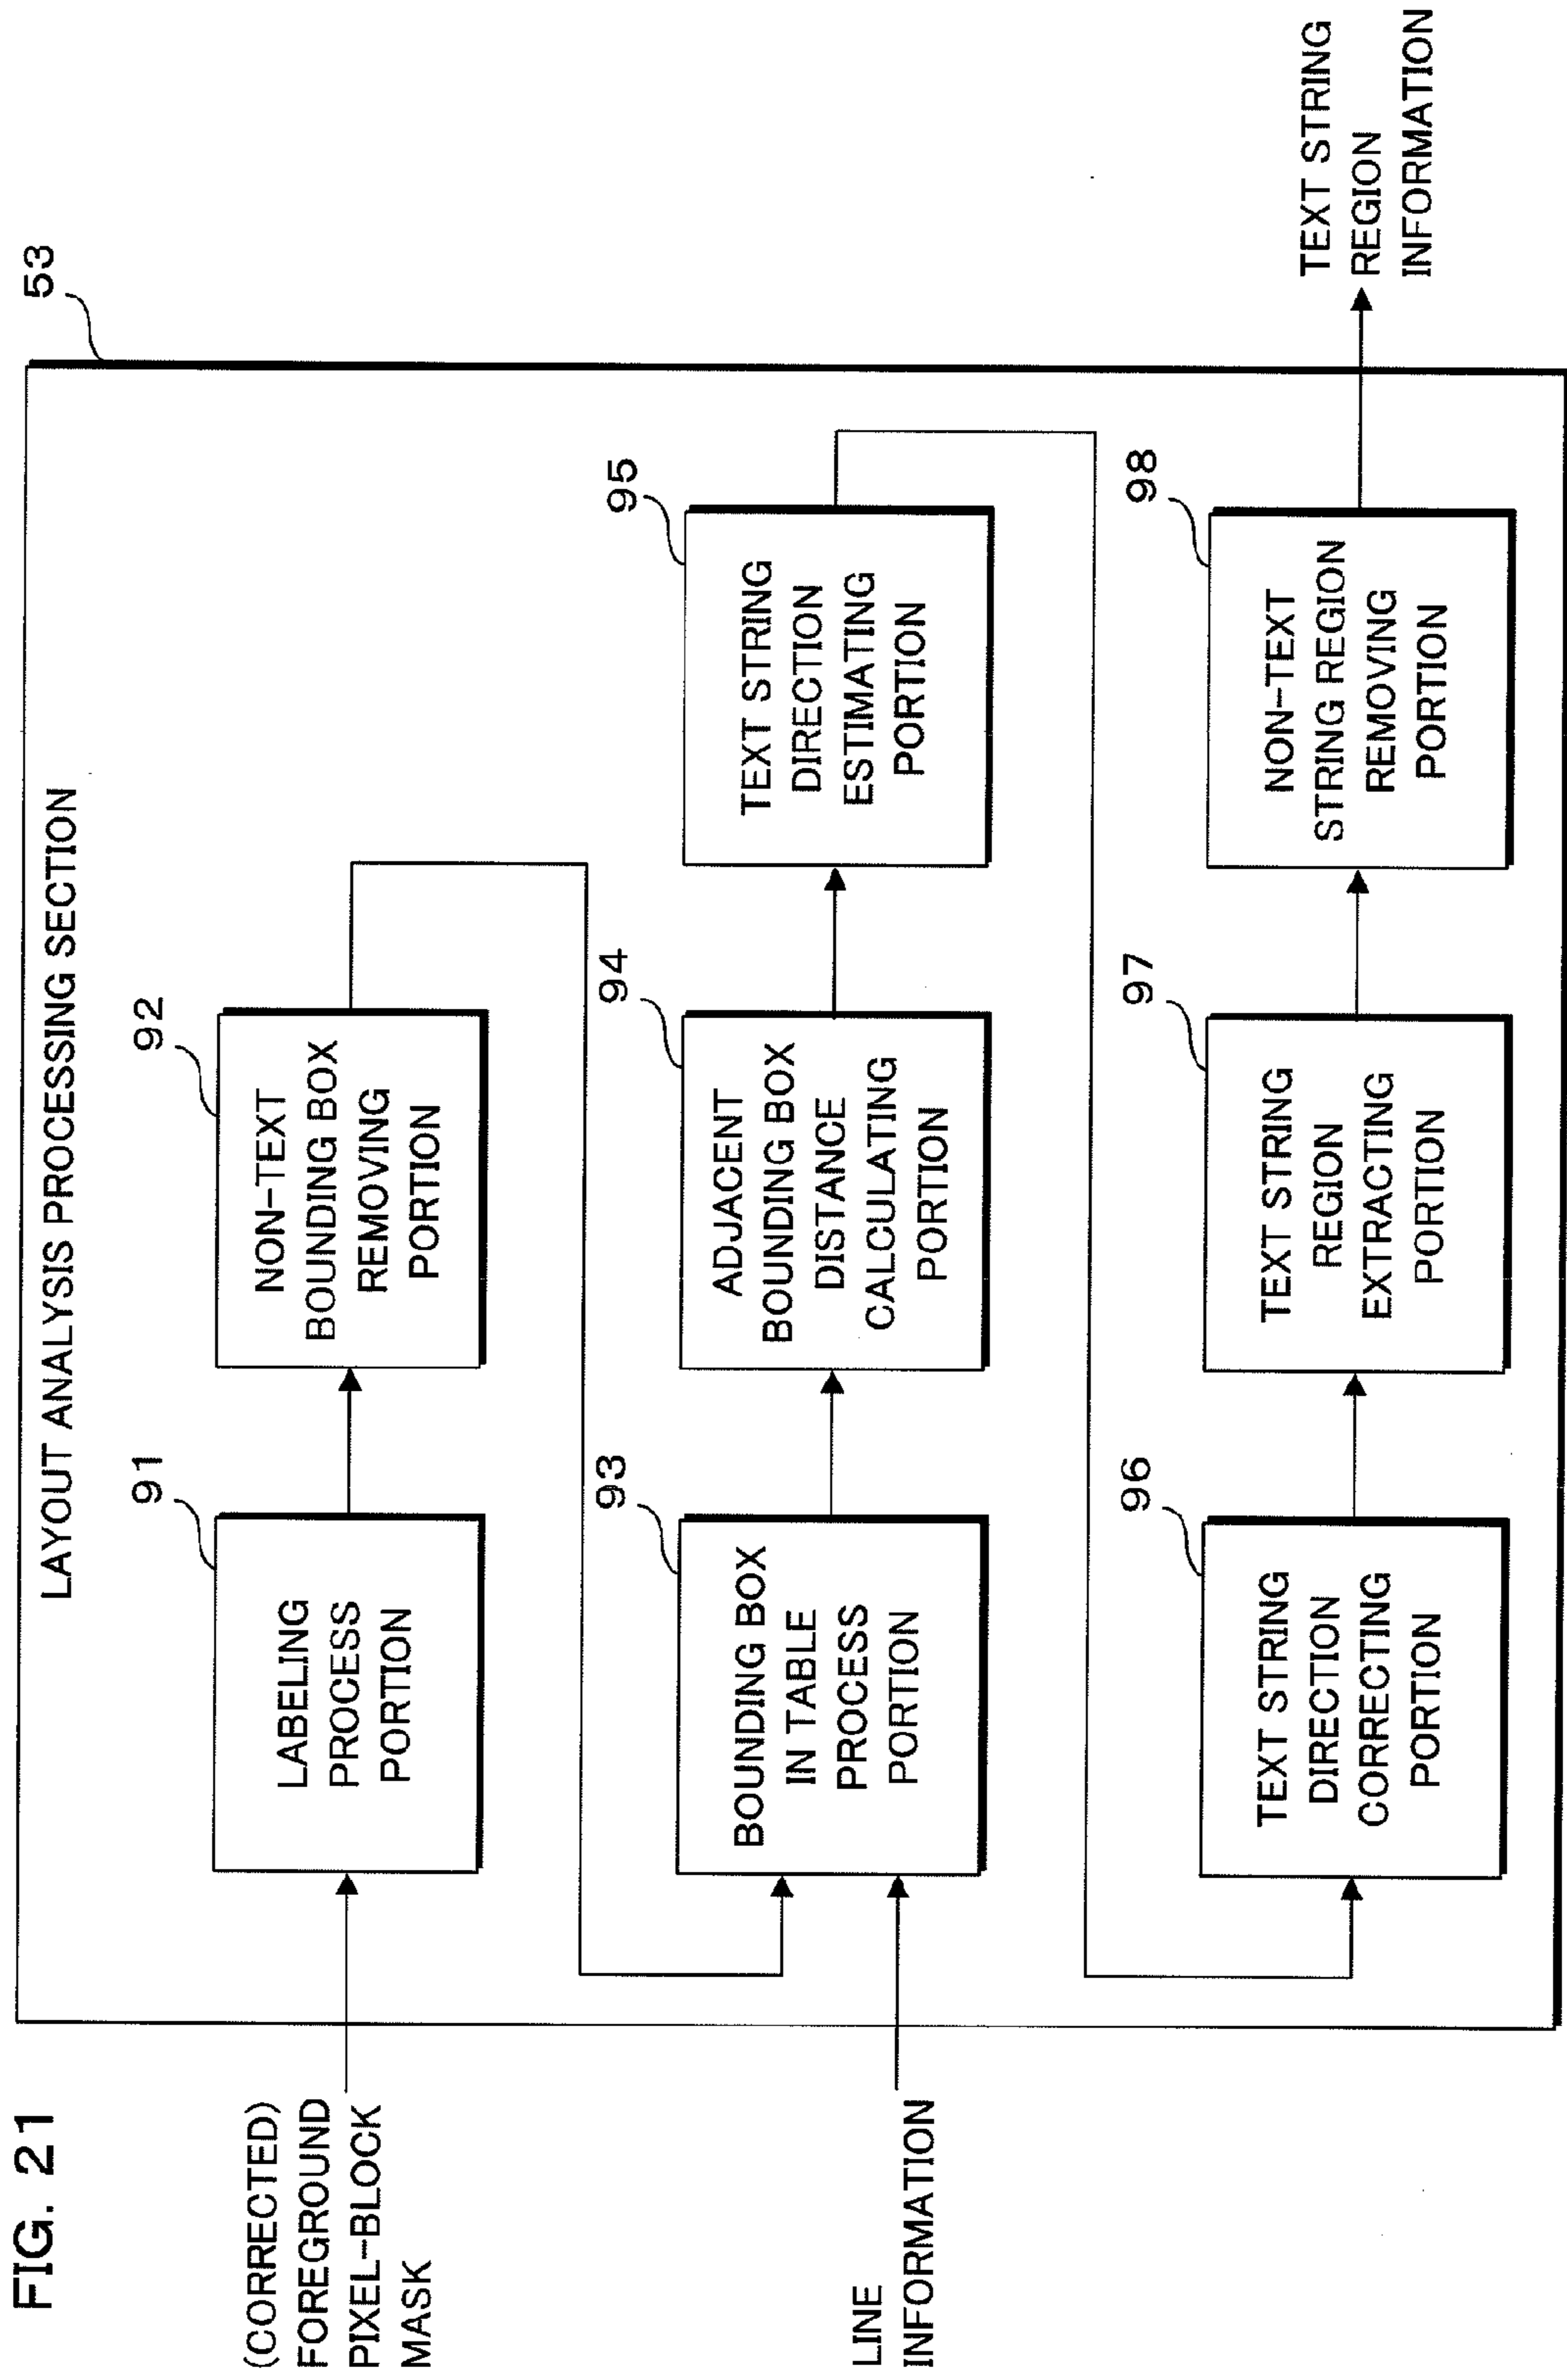 FIG. 21
53
LAYOUT ANALYSIS PROCESSING SECTION
(CORRECTED)
FOREGROUND
PIXEL-BLOCK
MASK
91
LABELING
PROCESS
PORTION
92
NON-TEXT
BOUNDING BOX
REMOVING
PORTION
LINE
INFORMATION
93
BOUNDING BOX
IN TABLE
PROCESS
PORTION
94
ADJACENT
BOUNDING BOX
DISTANCE
CALCULATING
PORTION
95
TEXT STRING
DIRECTION
ESTIMATING
PORTION
96
TEXT STRING
DIRECTION
CORRECTING
PORTION
97
TEXT STRING
REGION
EXTRACTING
PORTION
98
NON-TEXT
STRING REGION
REMOVING
PORTION
TEXT STRING
REGION
INFORMATION